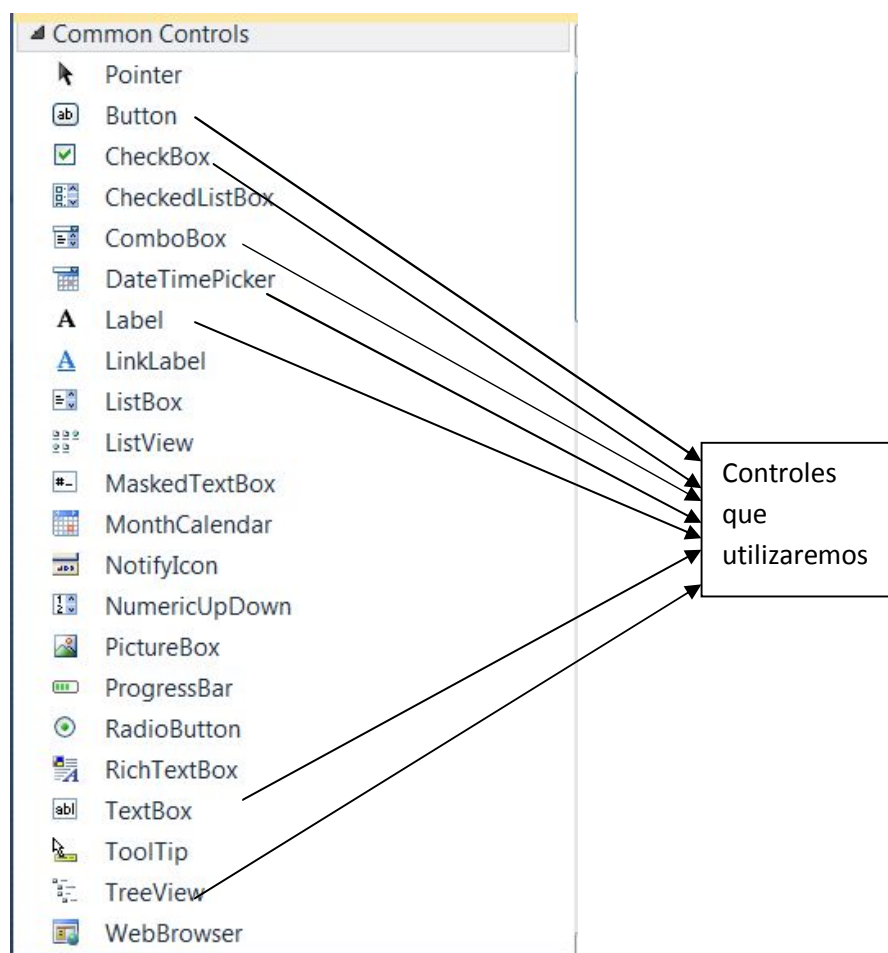 Common Controls
Pointer
Button
CheckBox
CheckedListBox
ComboBox
DateTimePicker
Label
LinkLabel
ListBox
ListView
MaskedTextBox
MonthCalendar
NotifyIcon
NumericUpDown
PictureBox
ProgressBar
RadioButton
RichTextBox
TextBox
ToolTip
TreeView
WebBrowser
Controles
que
utilizaremos